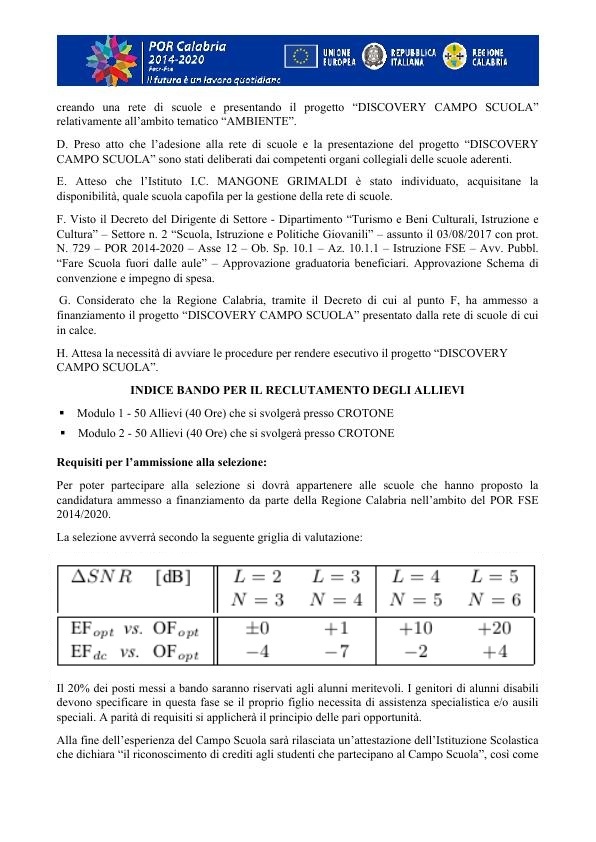 POR Calabria
2014-2020
Fesr-Fse
il futuro è un lavoro quotidiano
UNIONE
EUROPEA
REPUBBLICA
ITALIANA
REGIONE
CALABRIA
creando una rete di scuole e presentando il progetto “DISCOVERY CAMPO SCUOLA”
relativamente all’ambito tematico “AMBIENTE”.
D. Preso atto che l’adesione alla rete di scuole e la presentazione del progetto “DISCOVERY
CAMPO SCUOLA” sono stati deliberati dai competenti organi collegiali delle scuole aderenti.
E. Atteso che l’Istituto I.C. MANGONE GRIMALDI è stato individuato, acquisitane la
disponibilità, quale scuola capofila per la gestione della rete di scuole.
F. Visto il Decreto del Dirigente di Settore - Dipartimento “Turismo e Beni Culturali, Istruzione e
Cultura” – Settore n. 2 “Scuola, Istruzione e Politiche Giovanili” – assunto il 03/08/2017 con prot.
N. 729 – POR 2014-2020 – Asse 12 – Ob. Sp. 10.1 – Az. 10.1.1 – Istruzione FSE – Avv. Pubbl.
“Fare Scuola fuori dalle aule” – Approvazione graduatoria beneficiari. Approvazione Schema di
convenzione e impegno di spesa.
G. Considerato che la Regione Calabria, tramite il Decreto di cui al punto F, ha ammesso a
finanziamento il progetto “DISCOVERY CAMPO SCUOLA” presentato dalla rete di scuole di cui
in calce.
H. Attesa la necessità di avviare le procedure per rendere esecutivo il progetto “DISCOVERY
CAMPO SCUOLA”.
INDICE BANDO PER IL RECLUTAMENTO DEGLI ALLIEVI
▪ Modulo 1 - 50 Allievi (40 Ore) che si svolgerà presso CROTONE
▪ Modulo 2 - 50 Allievi (40 Ore) che si svolgerà presso CROTONE
Requisiti per l’ammissione alla selezione:
Per poter partecipare alla selezione si dovrà appartenere alle scuole che hanno proposto la
candidatura ammesso a finanziamento da parte della Regione Calabria nell’ambito del POR FSE
2014/2020.
La selezione avverrà secondo la seguente griglia di valutazione:
ΔSNR [dB] L = 2 L = 3 L = 4 L = 5
N = 3 N = 4 N = 5 N = 6
EFopt vs. OFopt ±0 +1 +10 +20
EFdc vs. OFopt −4 −7 −2 +4
Il 20% dei posti messi a bando saranno riservati agli alunni meritevoli. I genitori di alunni disabili
devono specificare in questa fase se il proprio figlio necessita di assistenza specialistica e/o ausili
speciali. A parità di requisiti si applicherà il principio delle pari opportunità.
Alla fine dell’esperienza del Campo Scuola sarà rilasciata un’attestazione dell’Istituzione Scolastica
che dichiara “il riconoscimento di crediti agli studenti che partecipano al Campo Scuola”, così come